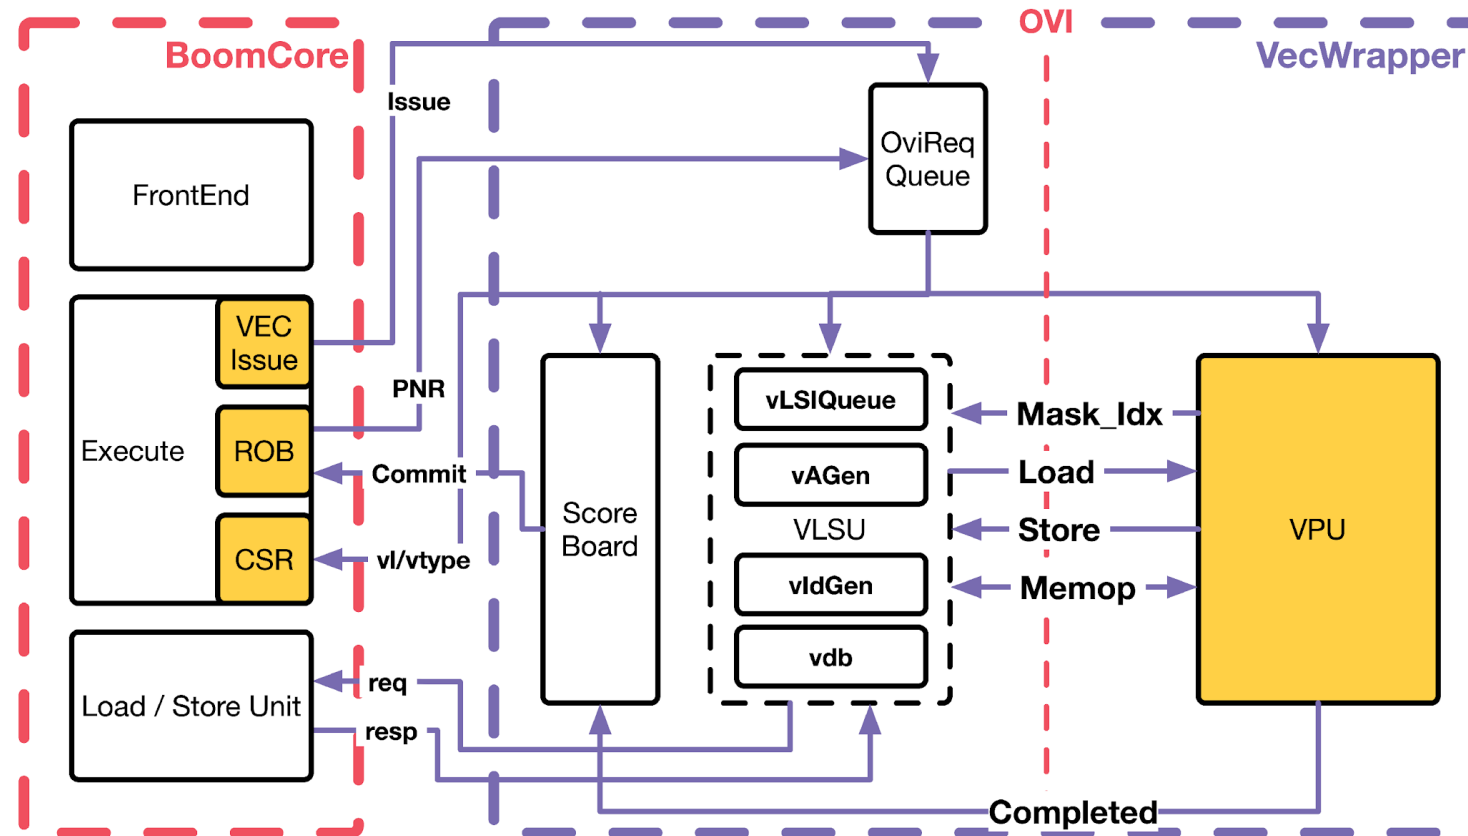 OVI
BoomCore
VecWrapper
Issue
OviReq
Queue
FrontEnd
VEC
Issue
PNR
Execute
ROB
Commit
CSR
vl/vtype
Score
Board
vLSIQueue
vAGen
VLSU
vIdGen
vdb
Mask_Idx
Load
Store
Memop
VPU
Load / Store Unit
req
resp
Completed